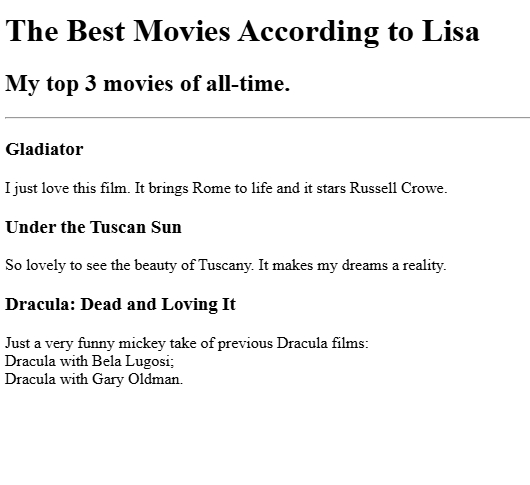 The Best Movies According to Lisa
My top 3 movies of all-time.
Gladiator
I just love this film. It brings Rome to life and it stars Russell Crowe.
Under the Tuscan Sun
So lovely to see the beauty of Tuscany. It makes my dreams a reality.
Dracula: Dead and Loving It
Just a very funny mickey take of previous Dracula films:
Dracula with Bela Lugosi;
Dracula with Gary Oldman.